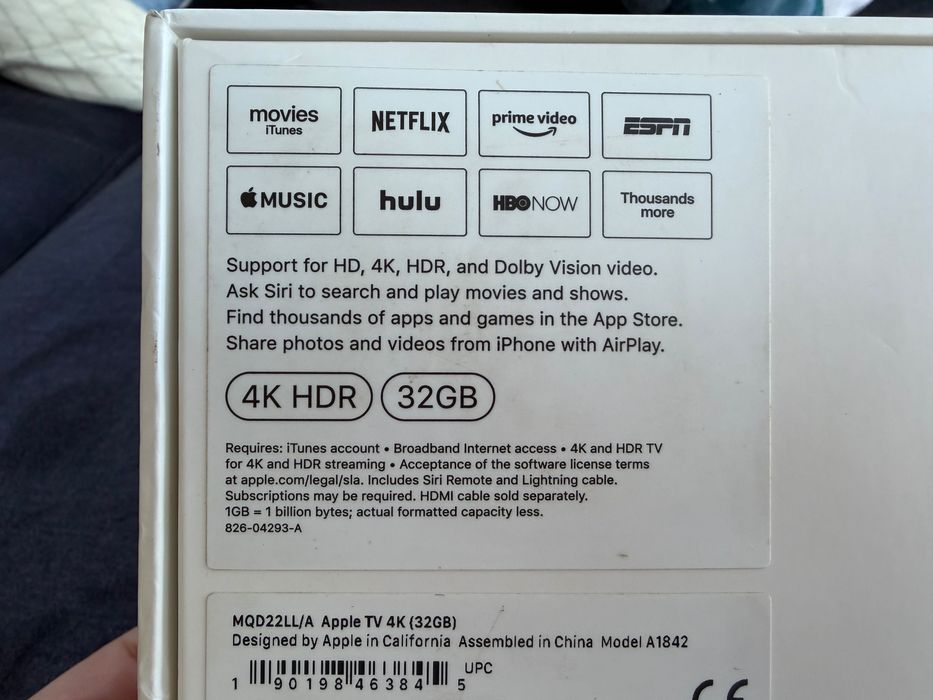 movies
iTunes
NETFLIX
prime video
ESPN
MUSIC
hulu
HBO NOW
Thousands
more
Support for HD, 4K, HDR, and Dolby Vision video.
Ask Siri to search and play movies and shows.
Find thousands of apps and games in the App Store.
Share photos and videos from iPhone with AirPlay.
4K HDR
32GB
Requires: iTunes account • Broadband Internet access • 4K and HDR TV
for 4K and HDR streaming • Acceptance of the software license terms
at apple.com/legal/sla. Includes Siri Remote and Lightning cable.
Subscriptions may be required. HDMI cable sold separately.
1GB = 1 billion bytes; actual formatted capacity less.
826-04293-A
MQD22LL/A Apple TV 4K (32GB)
Designed by Apple in California Assembled in China Model A1842
UPC
1 90198 46384 5
CE